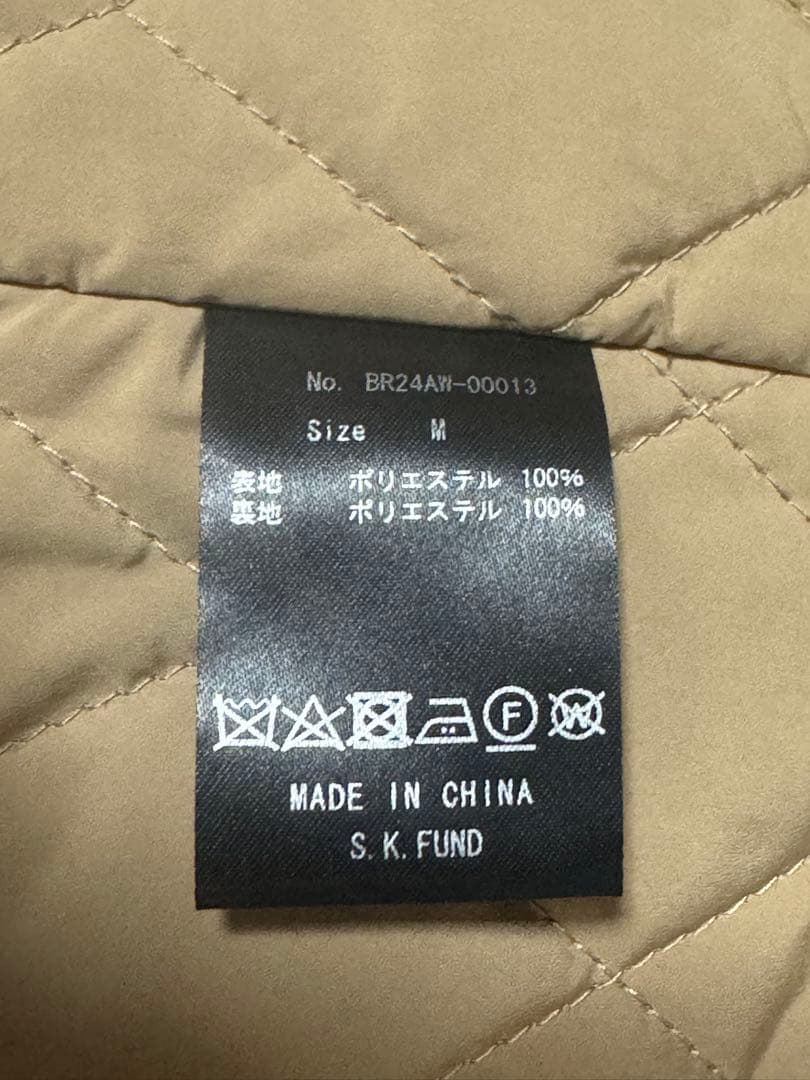 No. BR24AW-00013
Size M
表地 ポリエステル 100%
裏地 ポリエステル 100%
F W
MADE IN CHINA
S.K.FUND